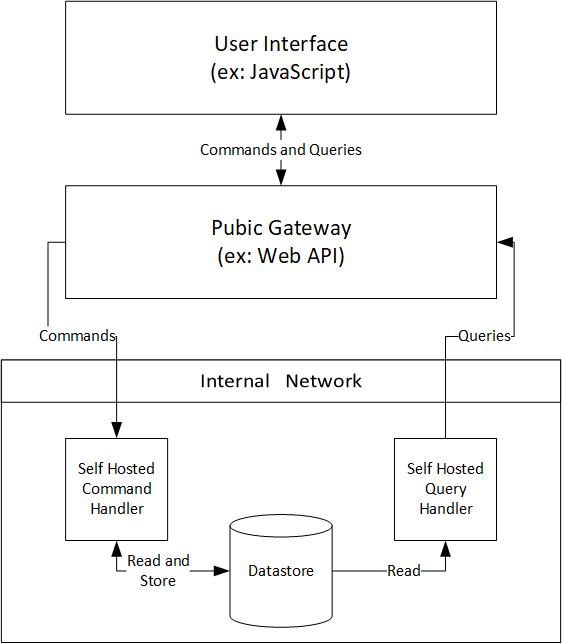 User Interface
(ex: JavaScript)
Commands and Queries
Pubic Gateway
(ex: Web API)
Commands
Queries
Internal Network
Self Hosted
Command
Handler
Self Hosted
Query
Handler
Read and
Store
Datastore
Read